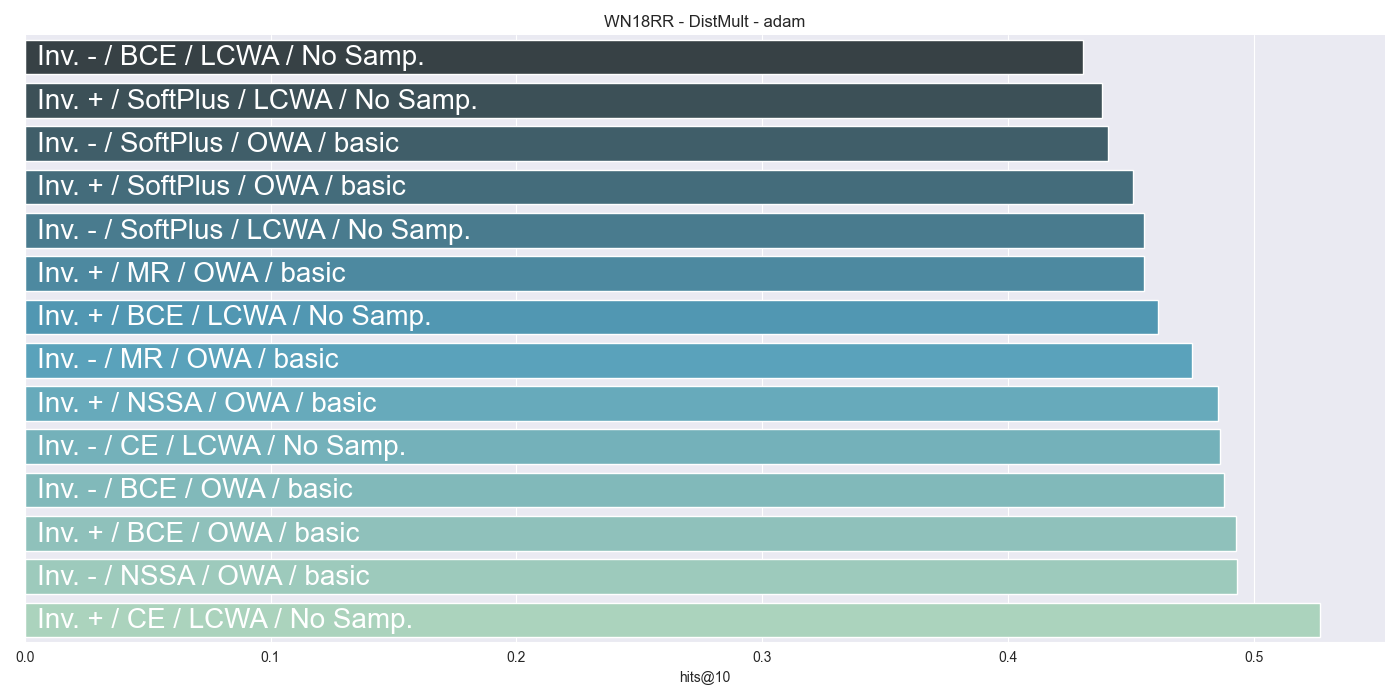 WN18RR - DistMult - adam
Inv. - / BCE / LCWA / No Samp.
Inv. + / SoftPlus / LCWA / No Samp.
Inv. - / SoftPlus / OWA / basic
Inv. + / SoftPlus / OWA / basic
Inv. - / SoftPlus / LCWA / No Samp.
Inv. + / MR / OWA / basic
Inv. + / BCE / LCWA / No Samp.
Inv. - / MR / OWA / basic
Inv. + / NSSA / OWA / basic
Inv. - / CE / LCWA / No Samp.
Inv. - / BCE / OWA / basic
Inv. + / BCE / OWA / basic
Inv. - / NSSA / OWA / basic
Inv. + / CE / LCWA / No Samp.
0.0 0.1 0.2 0.3 0.4 0.5
hits@10